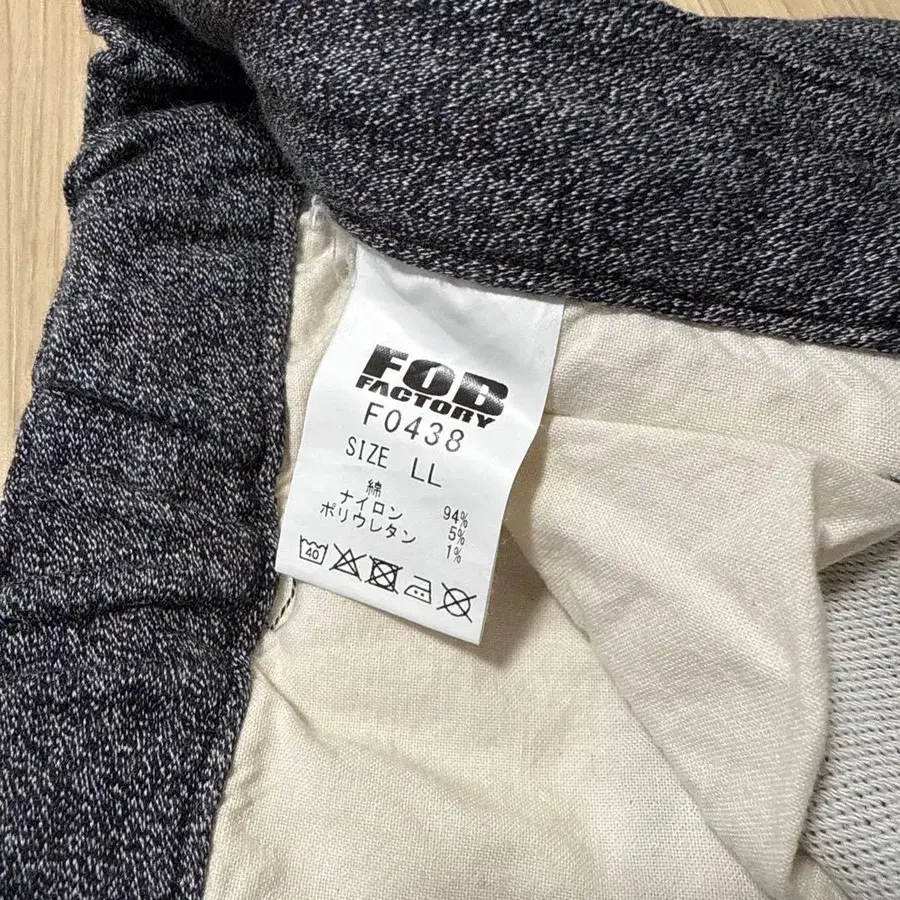 FOB
FACTORY
F0438
SIZE LL
綿 94%
ナイロン 5%
ポリウレタン 1%
40